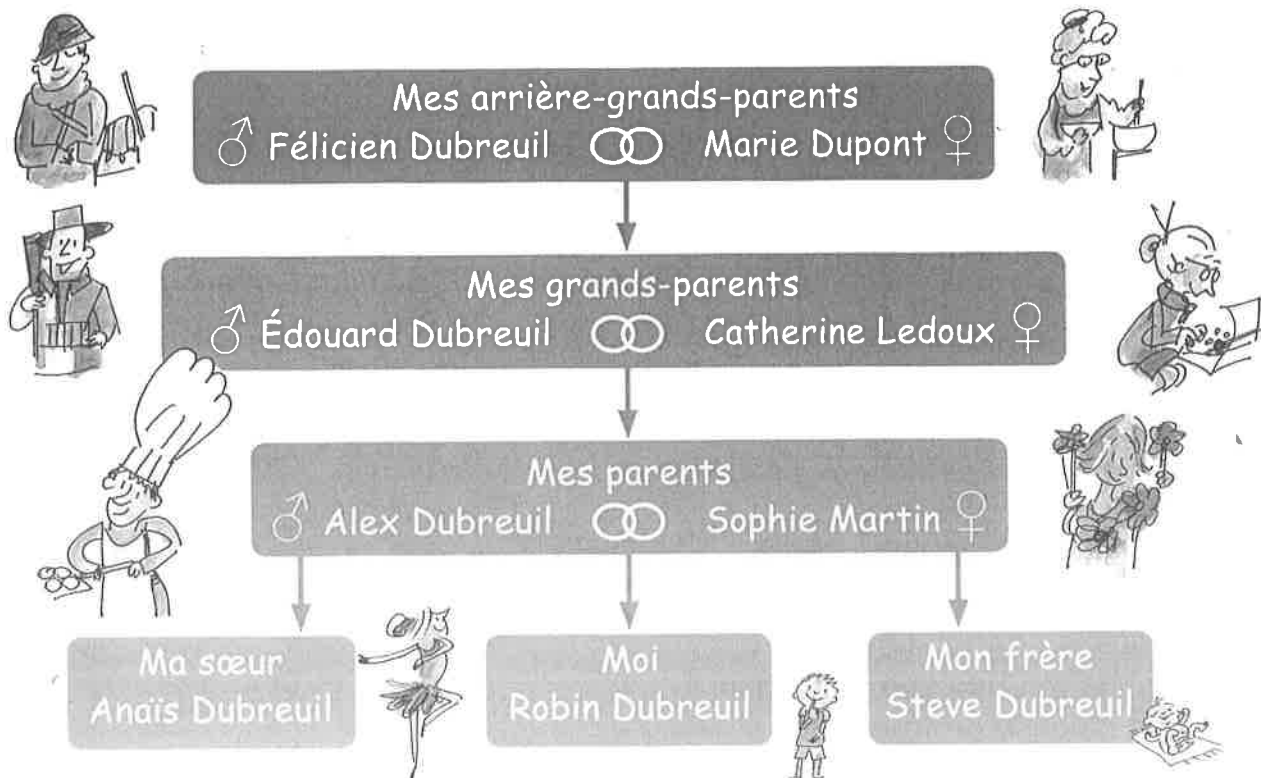 Mes arrière-grands-parents
♂ Félicien Dubreuil Marie Dupont ♀
Mes grands-parents
♂ Édouard Dubreuil Catherine Ledoux ♀
Mes parents
♂ Alex Dubreuil Sophie Martin ♀
Ma sœur
Anaïs Dubreuil
Moi
Robin Dubreuil
Mon frère
Steve Dubreuil